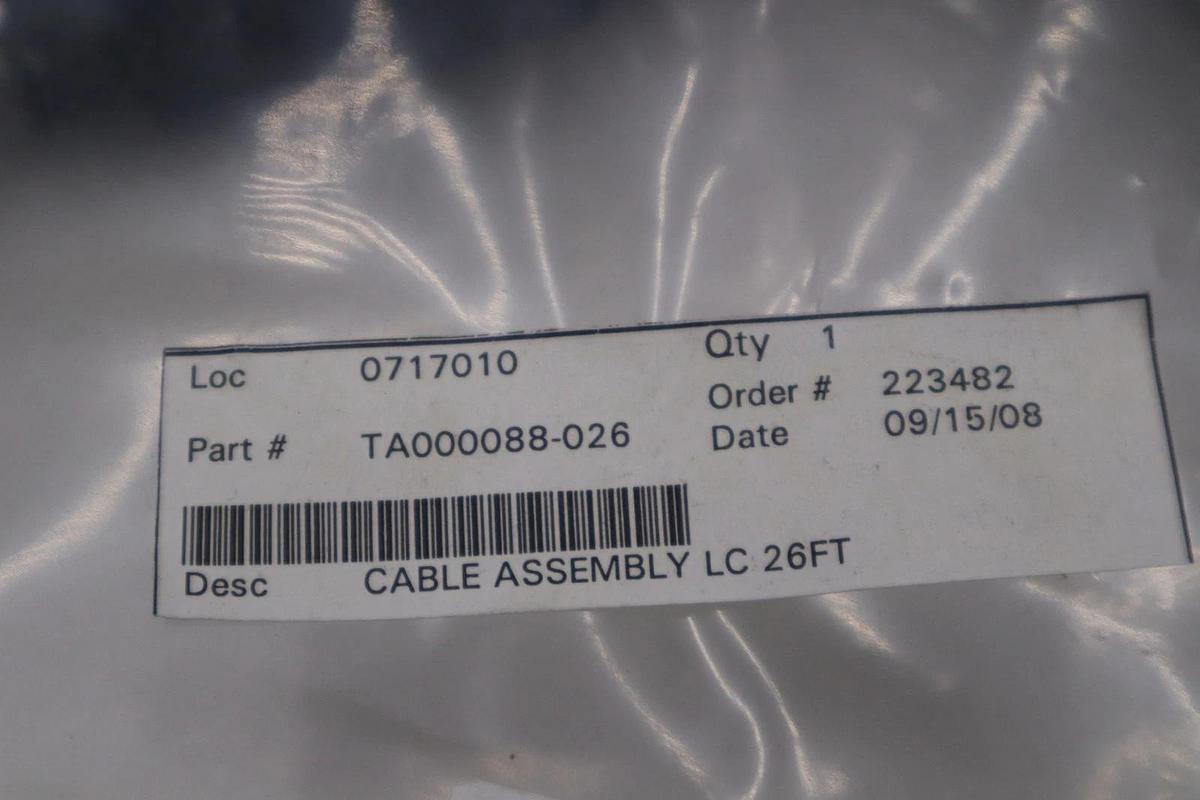 Loc 0717010
Qty 1
Order # 223482
Part # TA000088-026
Date 09/15/08
Desc CABLE ASSEMBLY LC 26FT